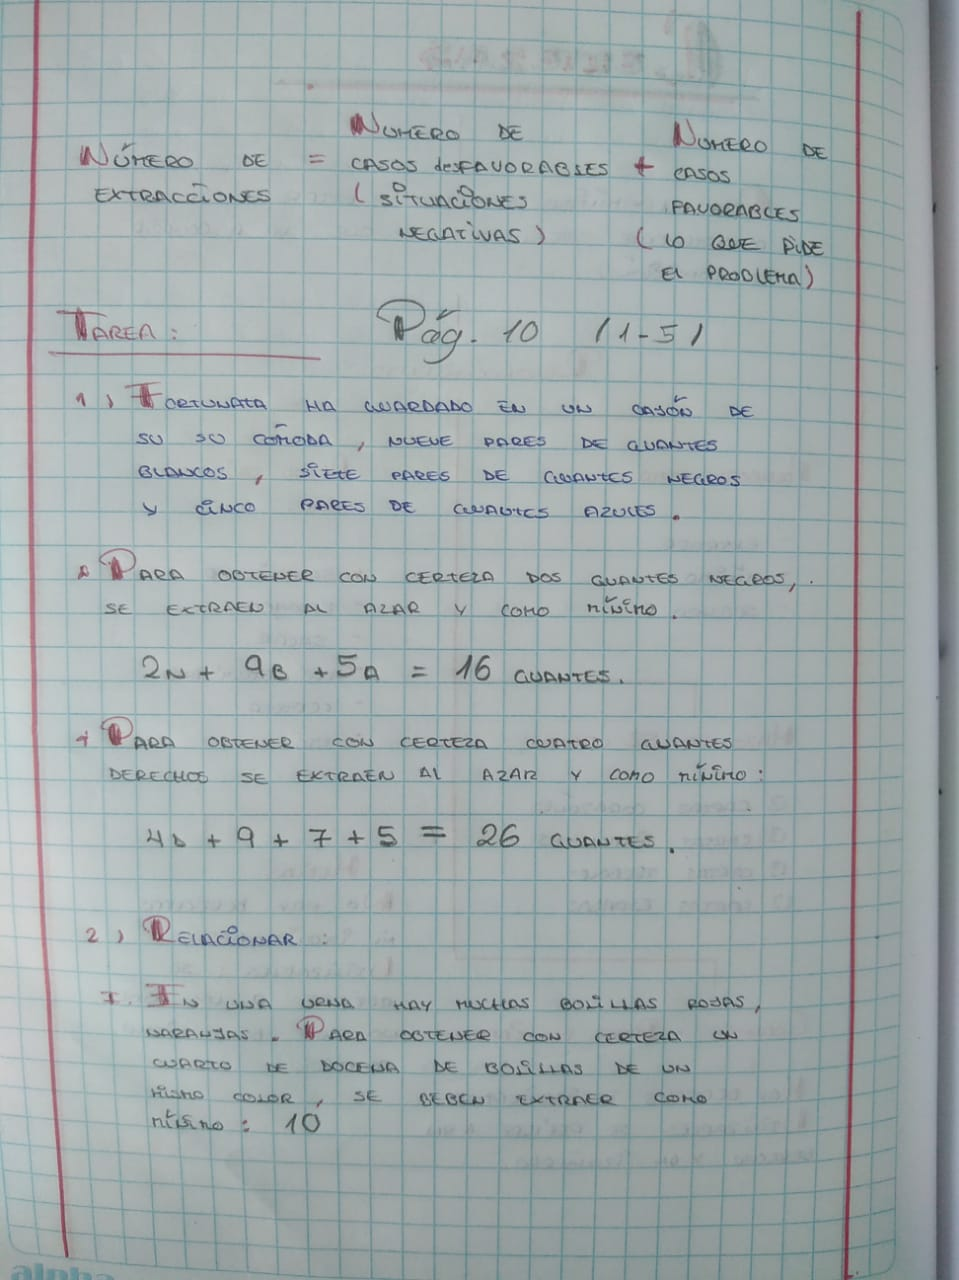 NÚMERO DE EXTRACCIONES = NUMERO DE CASOS desFAVORABLES (SITUACIONES NEGATIVAS) + NUMERO DE CASOS FAVORABLES (LO QUE PIDE EL PROBLEMA)
TAREA: Pág. 10 (1-5)
1) FORTUNATA HA GUARDADO EN UN CAJÓN DE
SU SU CÓMODA, NUEVE PARES DE GUANTES
BLANCOS, SIETE PARES DE GUANTES NEGROS
Y CINCO PARES DE GUANTES AZULES.
PARA OBTENER CON CERTEZA DOS GUANTES NEGROS,.
SE EXTRAEN AL AZAR Y COMO MÍNIMO.
2N + 9B + 5A = 16 GUANTES.
+ PARA OBTENER CON CERTEZA CUATRO GUANTES
DERECHOS SE EXTRAEN AL AZAR Y COMO MÍNIMO:
4D + 9 + 7 + 5 = 26 GUANTES.
2) RELACIONAR:
I. EN UNA URNA HAY MUCHAS BOLILLAS ROJAS,
NARANJAS. PARA OBTENER CON CERTEZA UN
CUARTO DE DOCENA DE BOLILLAS DE UN
MISMO COLOR, SE DEBEN EXTRAER COMO
MÍNIMO: 10
alpha